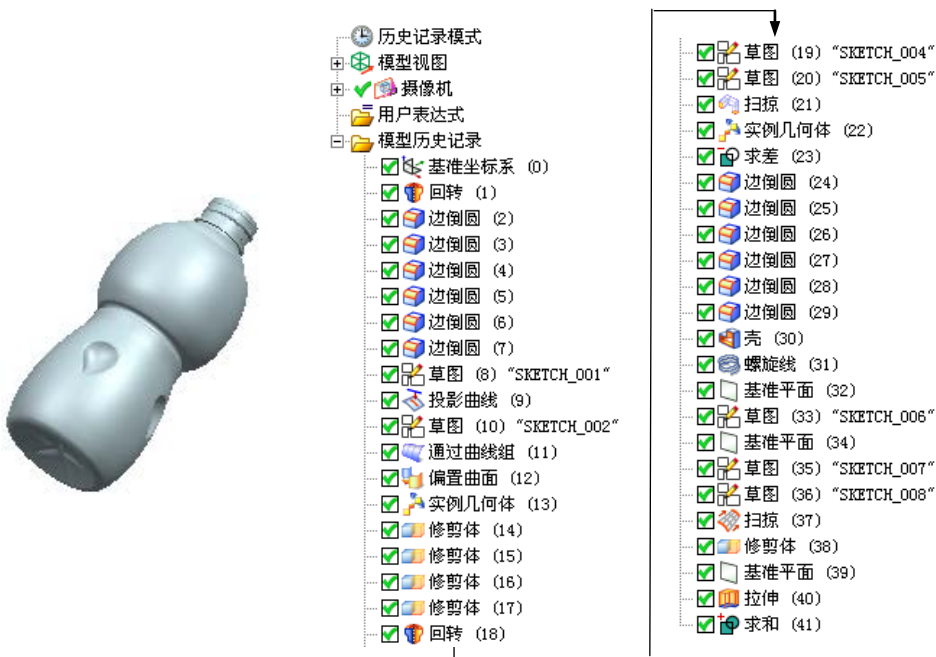 历史记录模式
模型视图
摄像机
用户表达式
模型历史记录
基准坐标系 (0)
回转 (1)
边倒圆 (2)
边倒圆 (3)
边倒圆 (4)
边倒圆 (5)
边倒圆 (6)
边倒圆 (7)
草图 (8) "SKETCH_001"
投影曲线 (9)
草图 (10) "SKETCH_002"
通过曲线组 (11)
偏置曲面 (12)
实例几何体 (13)
修剪体 (14)
修剪体 (15)
修剪体 (16)
修剪体 (17)
回转 (18)
草图 (19) "SKETCH_004"
草图 (20) "SKETCH_005"
扫掠 (21)
实例几何体 (22)
求差 (23)
边倒圆 (24)
边倒圆 (25)
边倒圆 (26)
边倒圆 (27)
边倒圆 (28)
边倒圆 (29)
壳 (30)
螺旋线 (31)
基准平面 (32)
草图 (33) "SKETCH_006"
基准平面 (34)
草图 (35) "SKETCH_007"
草图 (36) "SKETCH_008"
扫掠 (37)
修剪体 (38)
基准平面 (39)
拉伸 (40)
求和 (41)